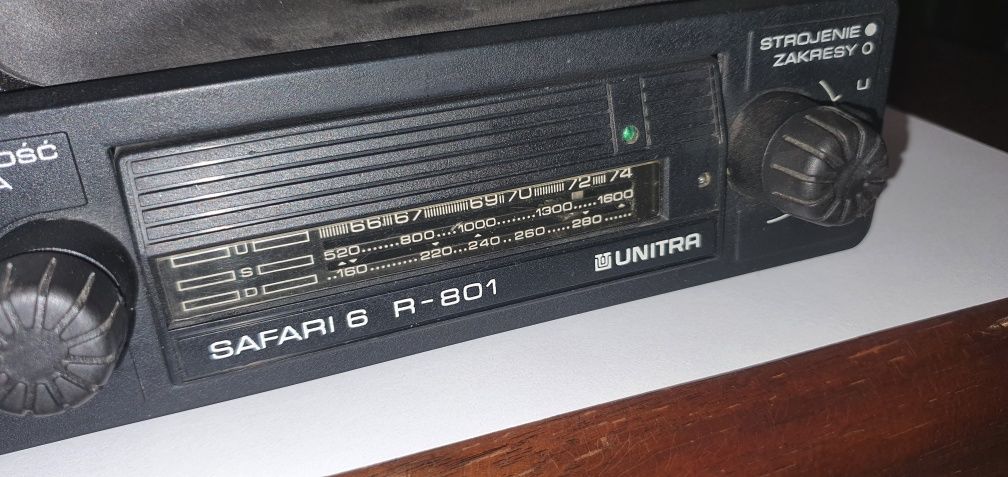 STROJENIE
ZAKRESY
U
U 66 67 69 70 72 74
S 520 800 1000 1300 1600
D 160 220 240 260 280
UNITRA
SAFARI 6 R-801